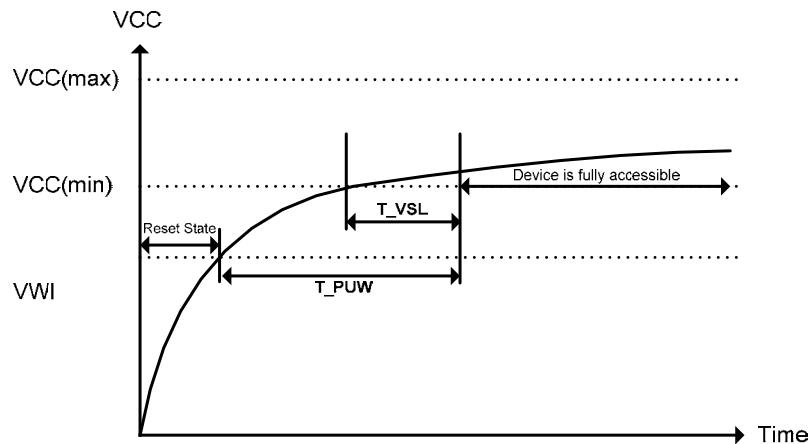 VCC
VCC(max)
VCC(min)
Device is fully accessible
T_VSL
Reset State
T_PUW
VWI
Time